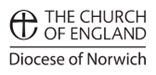 THE CHURCH
OF ENGLAND
Diocese of Norwich